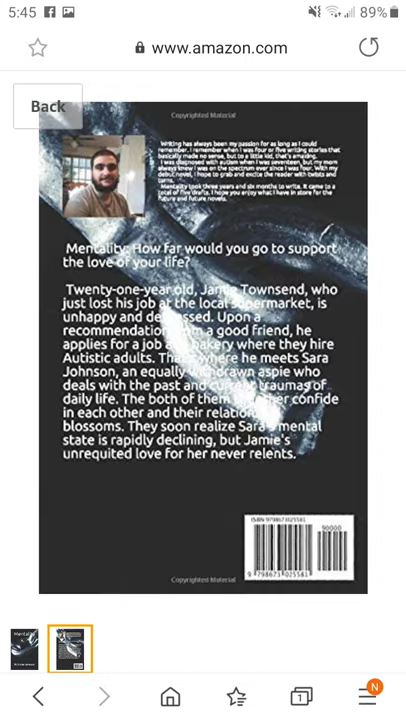 5:45 89%
www.amazon.com
Back
Copyrighted Material
Writing has always been my passion for as long as I could
remember. I remember when I was four or five writing stories that
basically made no sense, but to a little kid, that's amazing.
I was diagnosed with autism when I was seventeen, but my mom
always knew I was on the spectrum ever since I was four. With my
debut novel, I hope to grab and excite the reader with twists and
turns.
Mentality took three years and six months to write. It came to a
total of five drafts. I hope you enjoy what I have in store for the
future and future novels.
Mentality: How far would you go to support
the love of your life?
Twenty-one-year old, Jamie Townsend, who
just lost his job at the local supermarket, is
unhappy and depressed. Upon a
recommendation from a good friend, he
applies for a job at a bakery where they hire
Autistic adults. That's where he meets Sara
Johnson, an equally withdrawn aspie who
deals with the past and current traumas of
daily life. The both of them together confide
in each other and their relationship
blossoms. They soon realize Sara's mental
state is rapidly declining, but Jamie's
unrequited love for her never relents.
ISBN 9798673025581
90000
9 798673 025581
Copyrighted Material
Mentality
1
N